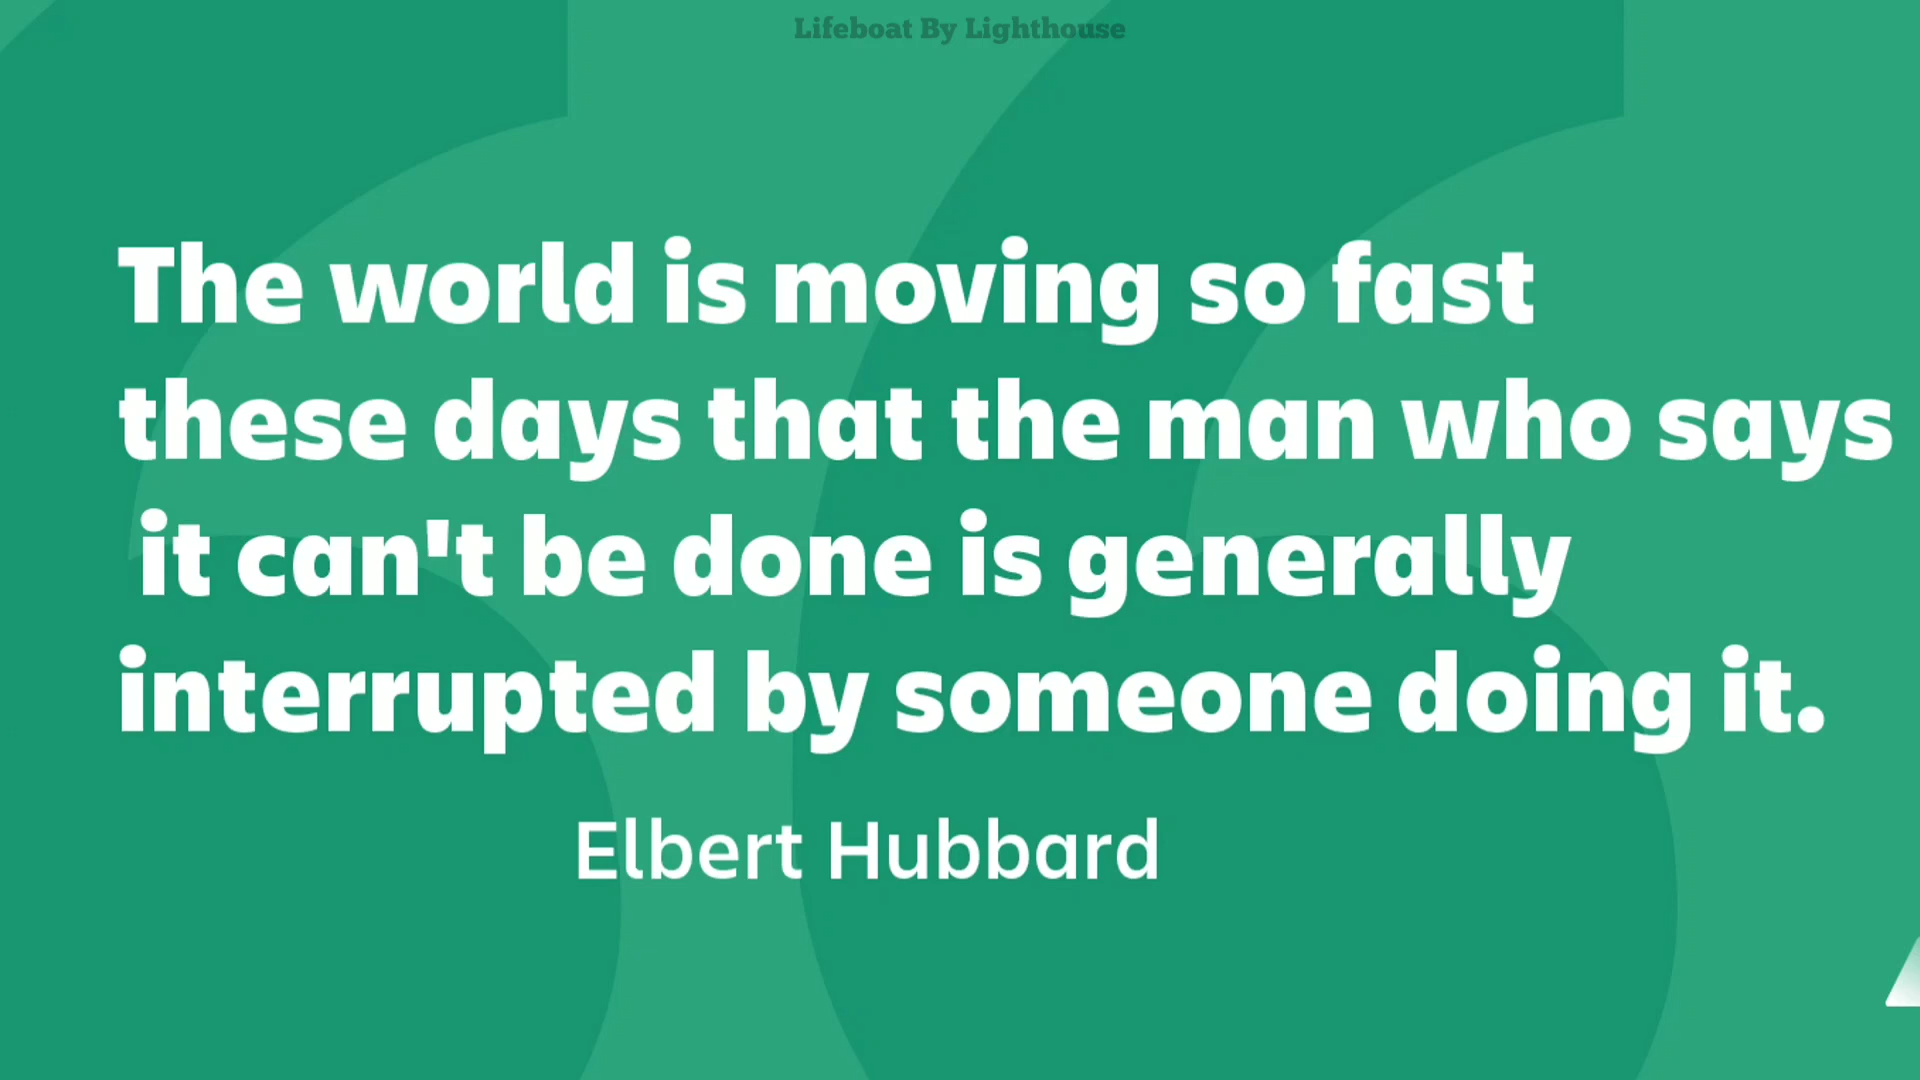 Lifeboat By Lighthouse
The world is moving so fast
these days that the man who says
it can't be done is generally
interrupted by someone doing it.
Elbert Hubbard